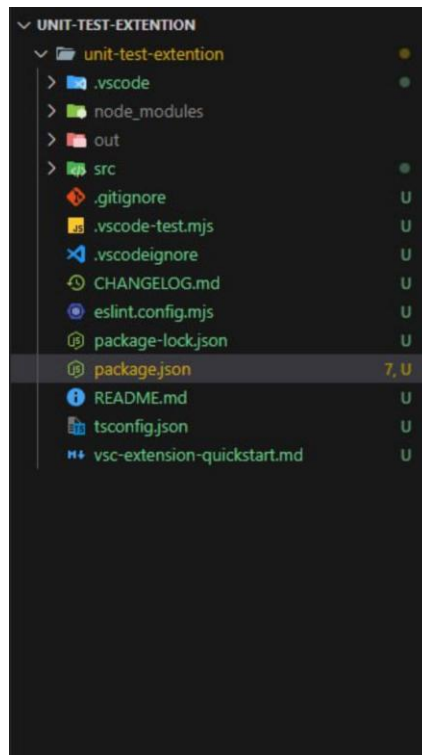 UNIT-TEST-EXTENTION
unit-test-extention
.vscode
node_modules
out
src
.gitignore U
JS .vscode-test.mjs U
.vscodeignore U
CHANGELOG.md U
eslint.config.mjs U
package-lock.json U
package.json 7, U
README.md U
tsconfig.json U
vsc-extension-quickstart.md U